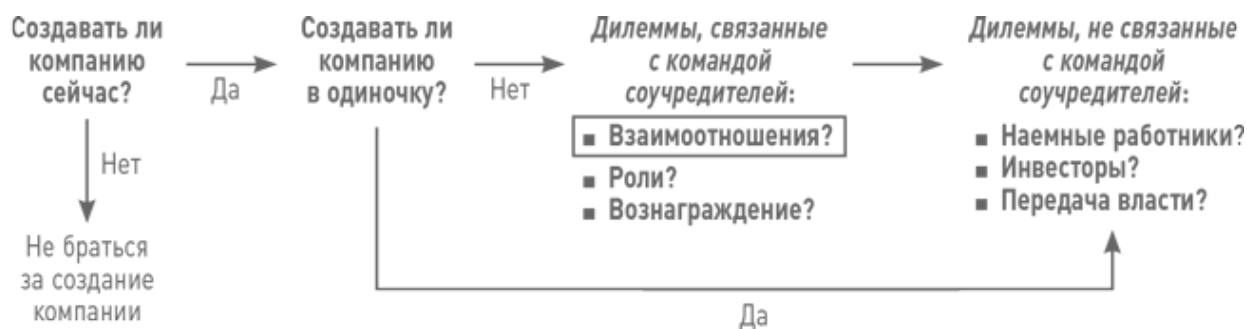 Создавать ли
компанию
сейчас?
Да
Нет
Не браться
за создание
компании
Создавать ли
компанию
в одиночку?
Нет
Да
Дилеммы, связанные
с командой
соучредителей:
▪ Взаимоотношения?
▪ Роли?
▪ Вознаграждение?
Дилеммы, не связанные
с командой
соучредителей:
▪ Наемные работники?
▪ Инвесторы?
▪ Передача власти?